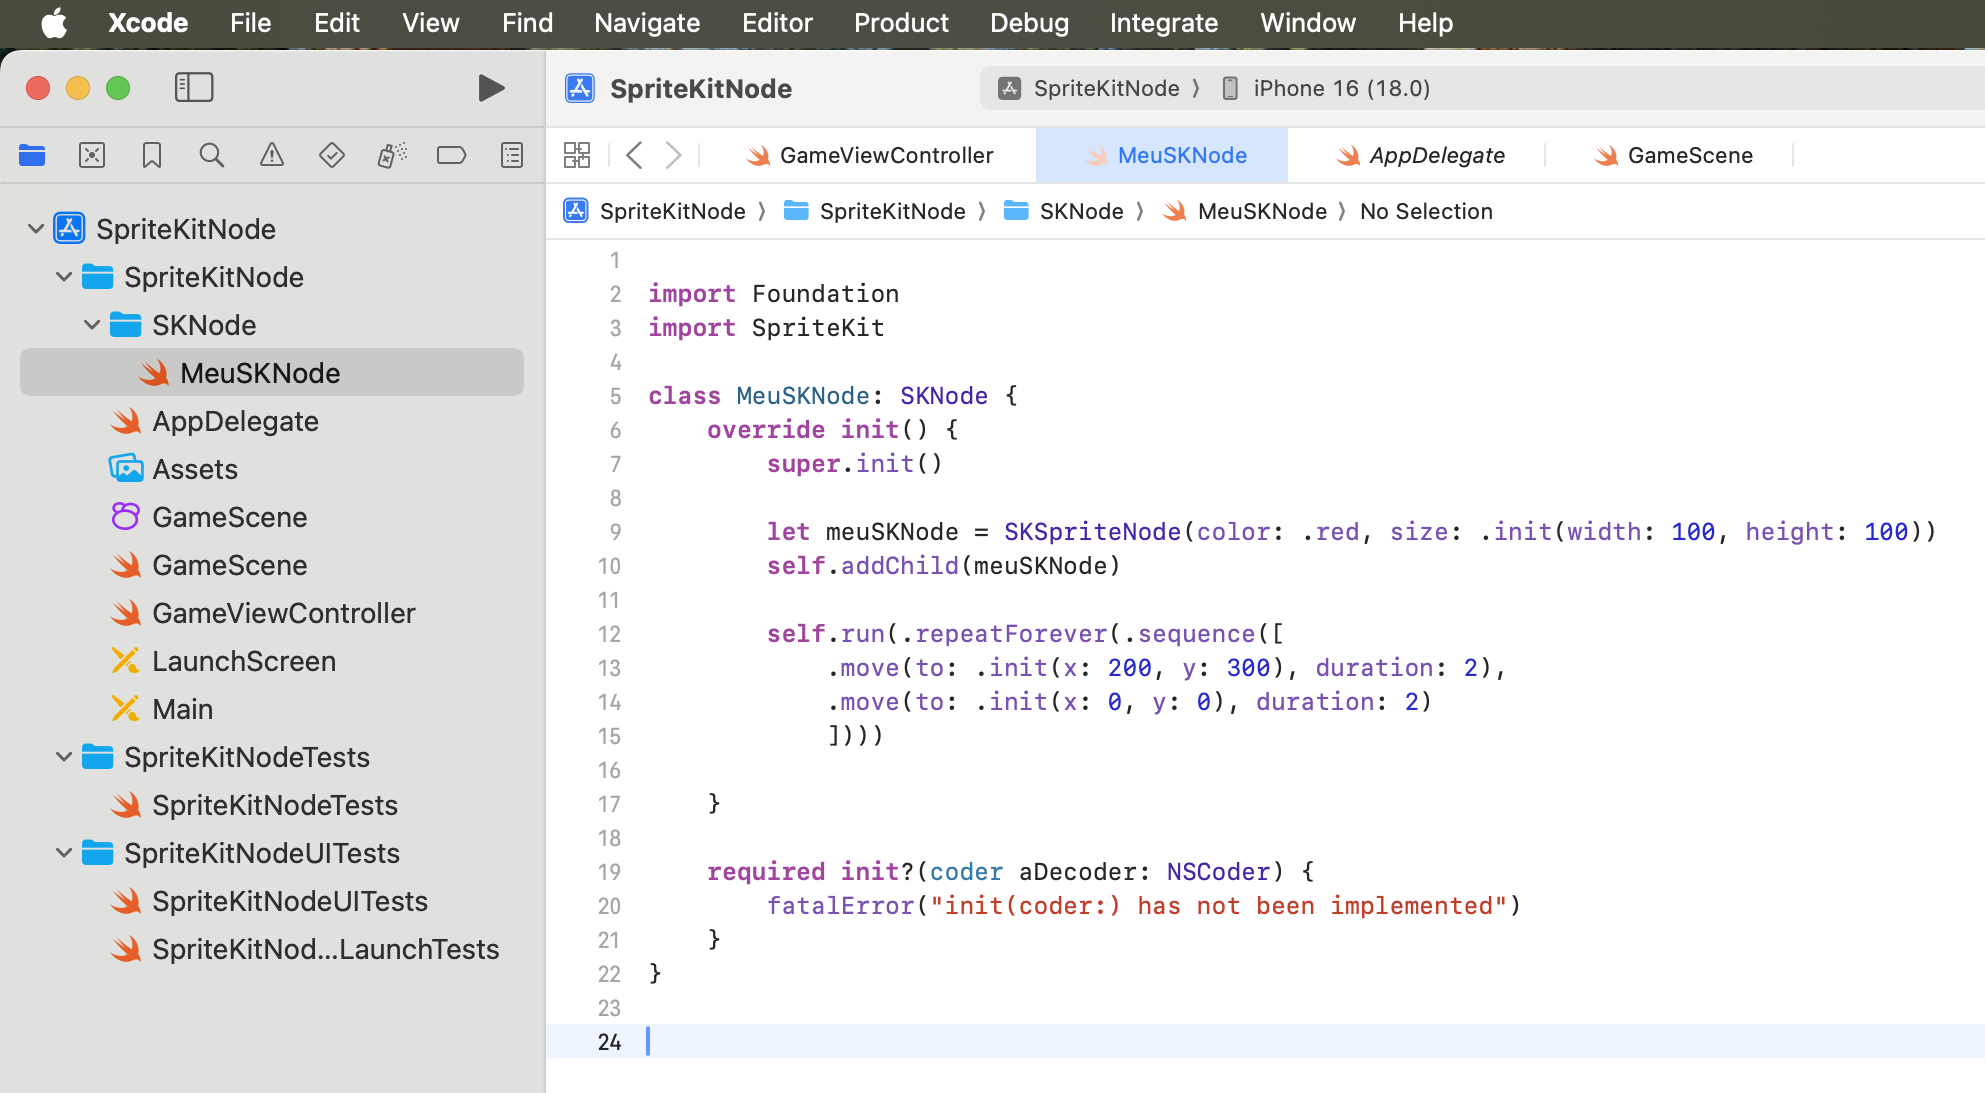 Xcode File Edit View Find Navigate Editor Product Debug Integrate Window Help
SpriteKitNode SpriteKitNode 〉 iPhone 16 (18.0)
GameViewController MeuSKNode AppDelegate GameScene
SpriteKitNode 〉 SpriteKitNode 〉 SKNode 〉 MeuSKNode 〉 No Selection
SpriteKitNode
SpriteKitNode
SKNode
MeuSKNode
AppDelegate
Assets
GameScene
GameScene
GameViewController
LaunchScreen
Main
SpriteKitNodeTests
SpriteKitNodeTests
SpriteKitNodeUITests
SpriteKitNodeUITests
SpriteKitNod...LaunchTests
1
2 import Foundation
3 import SpriteKit
4
5 class MeuSKNode: SKNode {
6     override init() {
7         super.init()
8
9         let meuSKNode = SKSpriteNode(color: .red, size: .init(width: 100, height: 100))
10         self.addChild(meuSKNode)
11
12         self.run(.repeatForever(.sequence([
13             .move(to: .init(x: 200, y: 300), duration: 2),
14             .move(to: .init(x: 0, y: 0), duration: 2)
15             ])))
16
17     }
18
19     required init?(coder aDecoder: NSCoder) {
20         fatalError("init(coder:) has not been implemented")
21     }
22 }
23
24